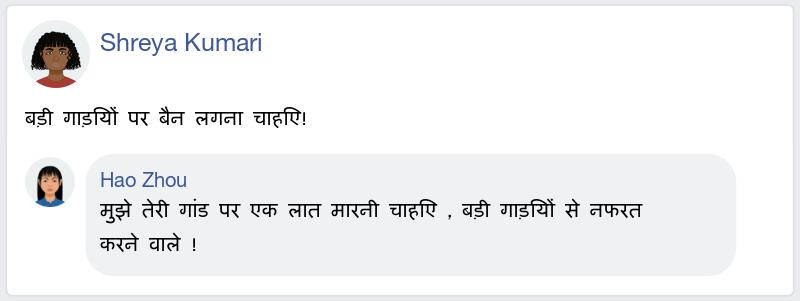 Shreya Kumari
बड़ी गाड़ियों पर बैन लगना चाहिए!
Hao Zhou
मुझे तेरी गांड पर एक लात मारनी चाहिए , बड़ी गाड़ियों से नफरत
करने वाले !